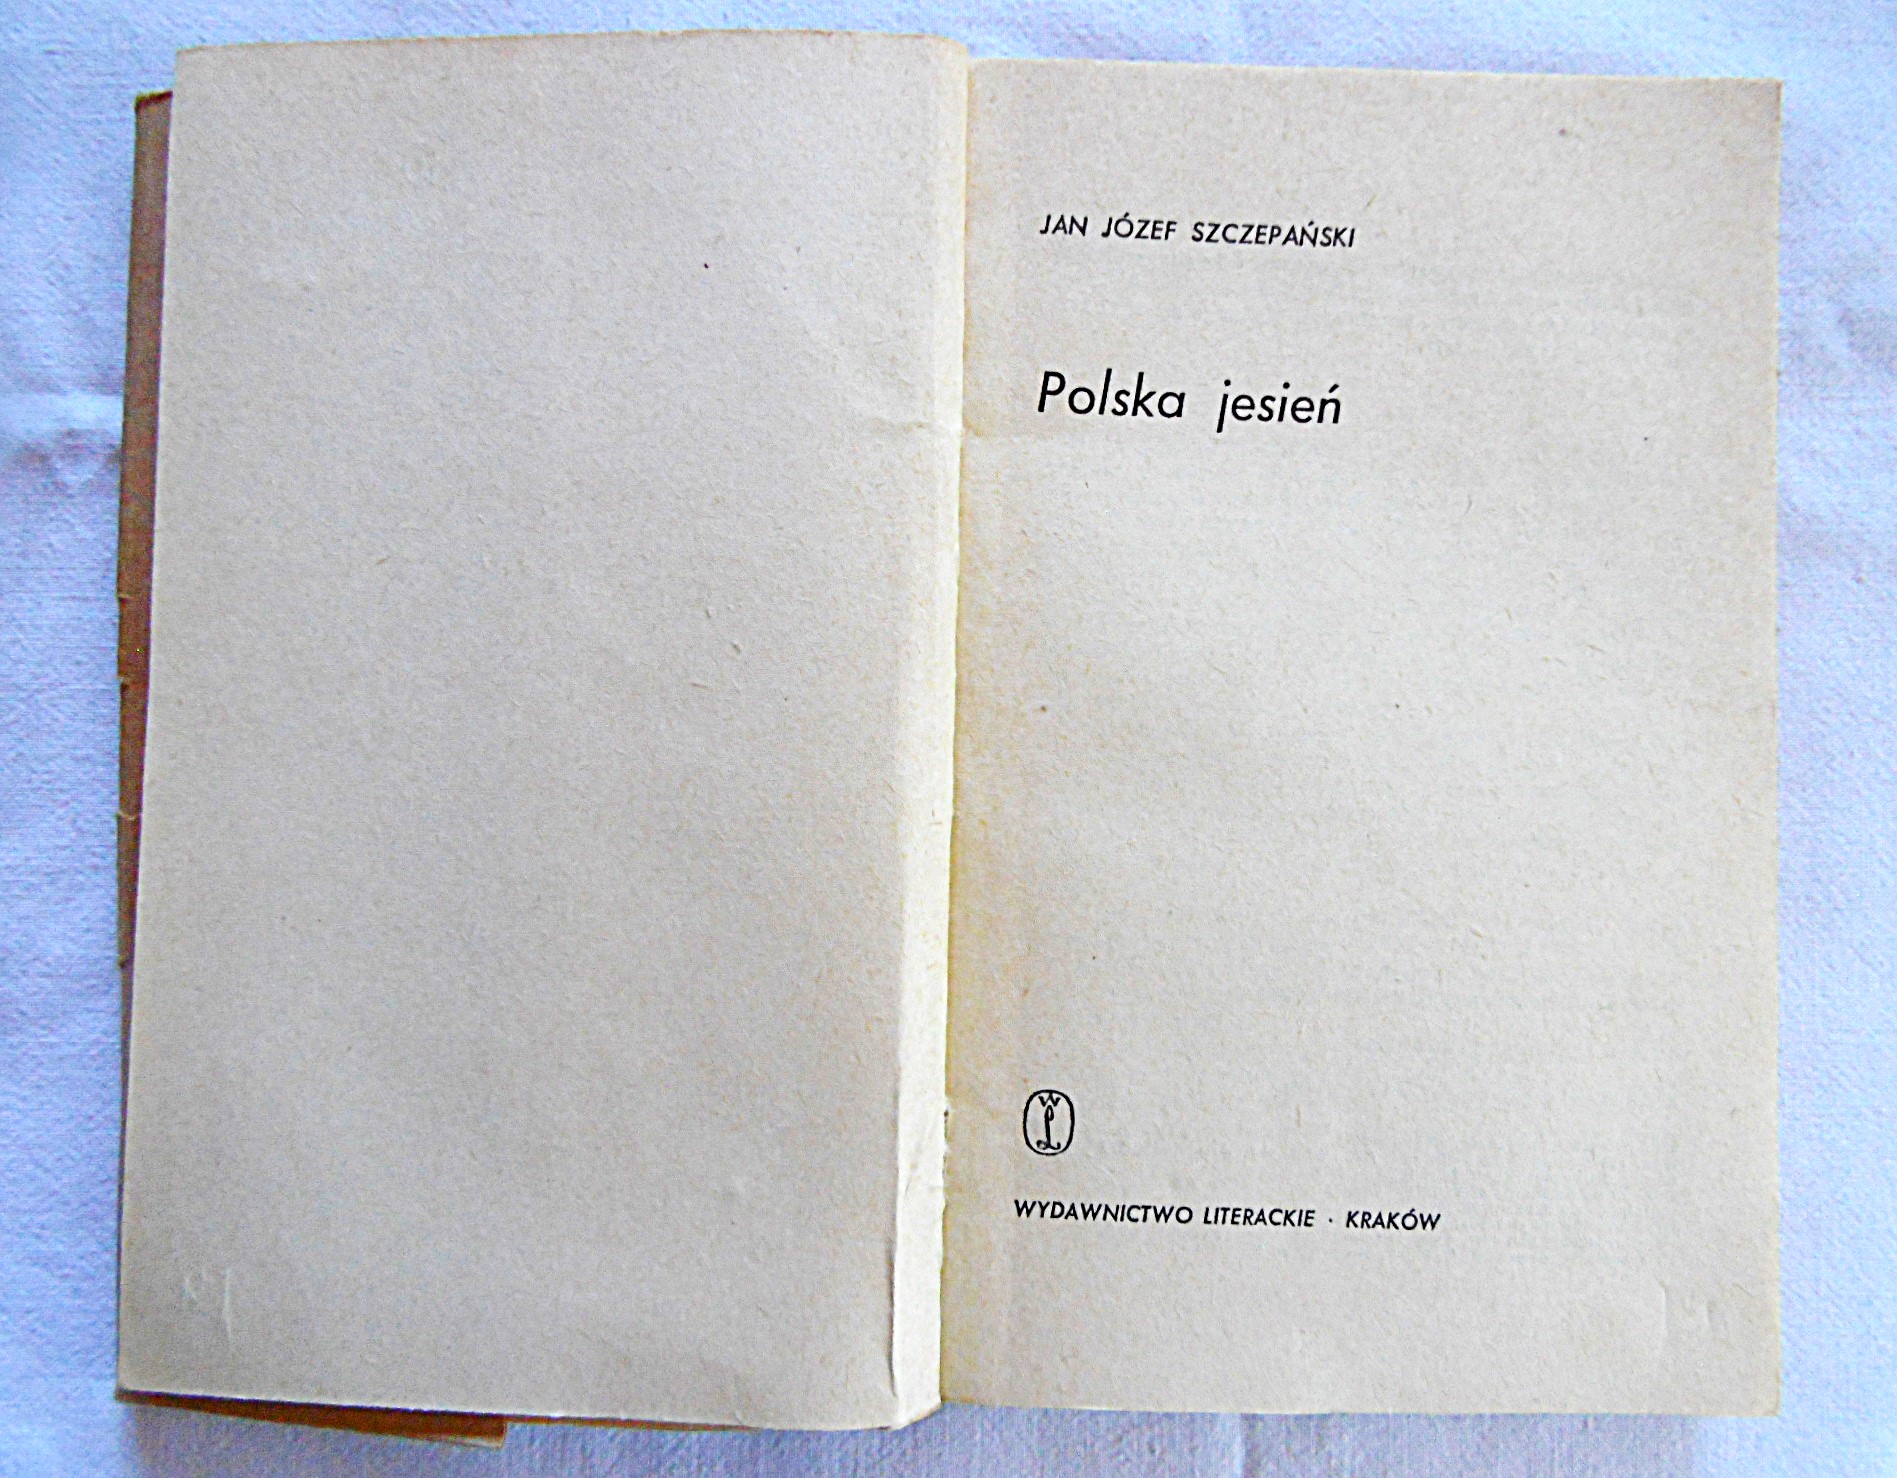 JAN JÓZEF SZCZEPAŃSKI
Polska jesień
W
L
WYDAWNICTWO LITERACKIE · KRAKÓW